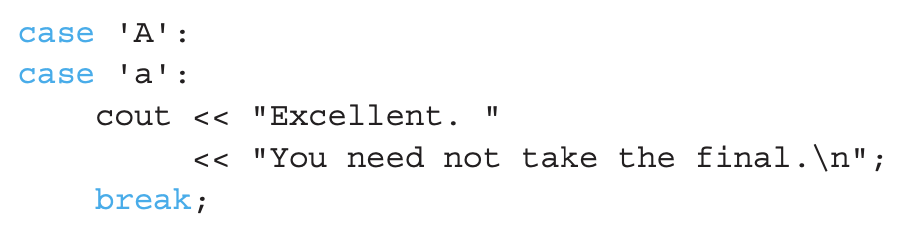 case 'A':
case 'a':
    cout << "Excellent. "
         << "You need not take the final.\n";
    break;